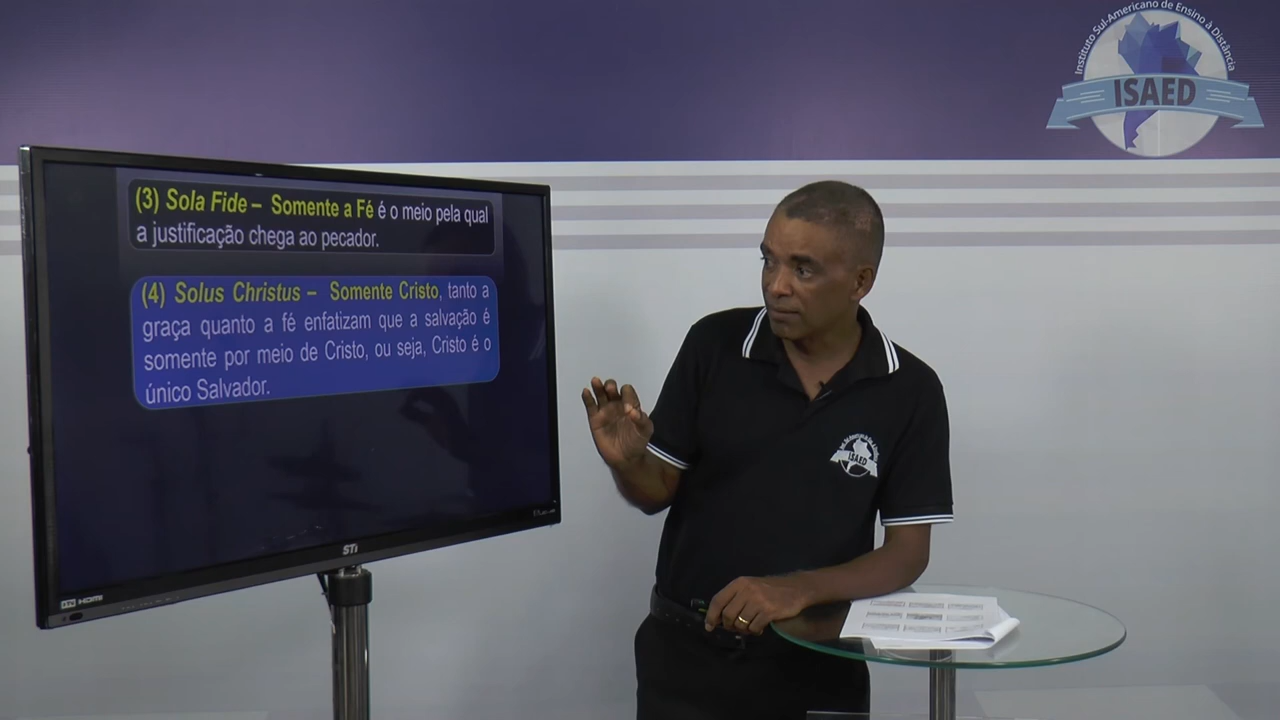 Instituto Sul-Americano de Ensino à Distância
ISAED
(3) Sola Fide – Somente a Fé é o meio pela qual
a justificação chega ao pecador.
(4) Solus Christus – Somente Cristo, tanto a
graça quanto a fé enfatizam que a salvação é
somente por meio de Cristo, ou seja, Cristo é o
único Salvador.
STi
HDMI
ISAED